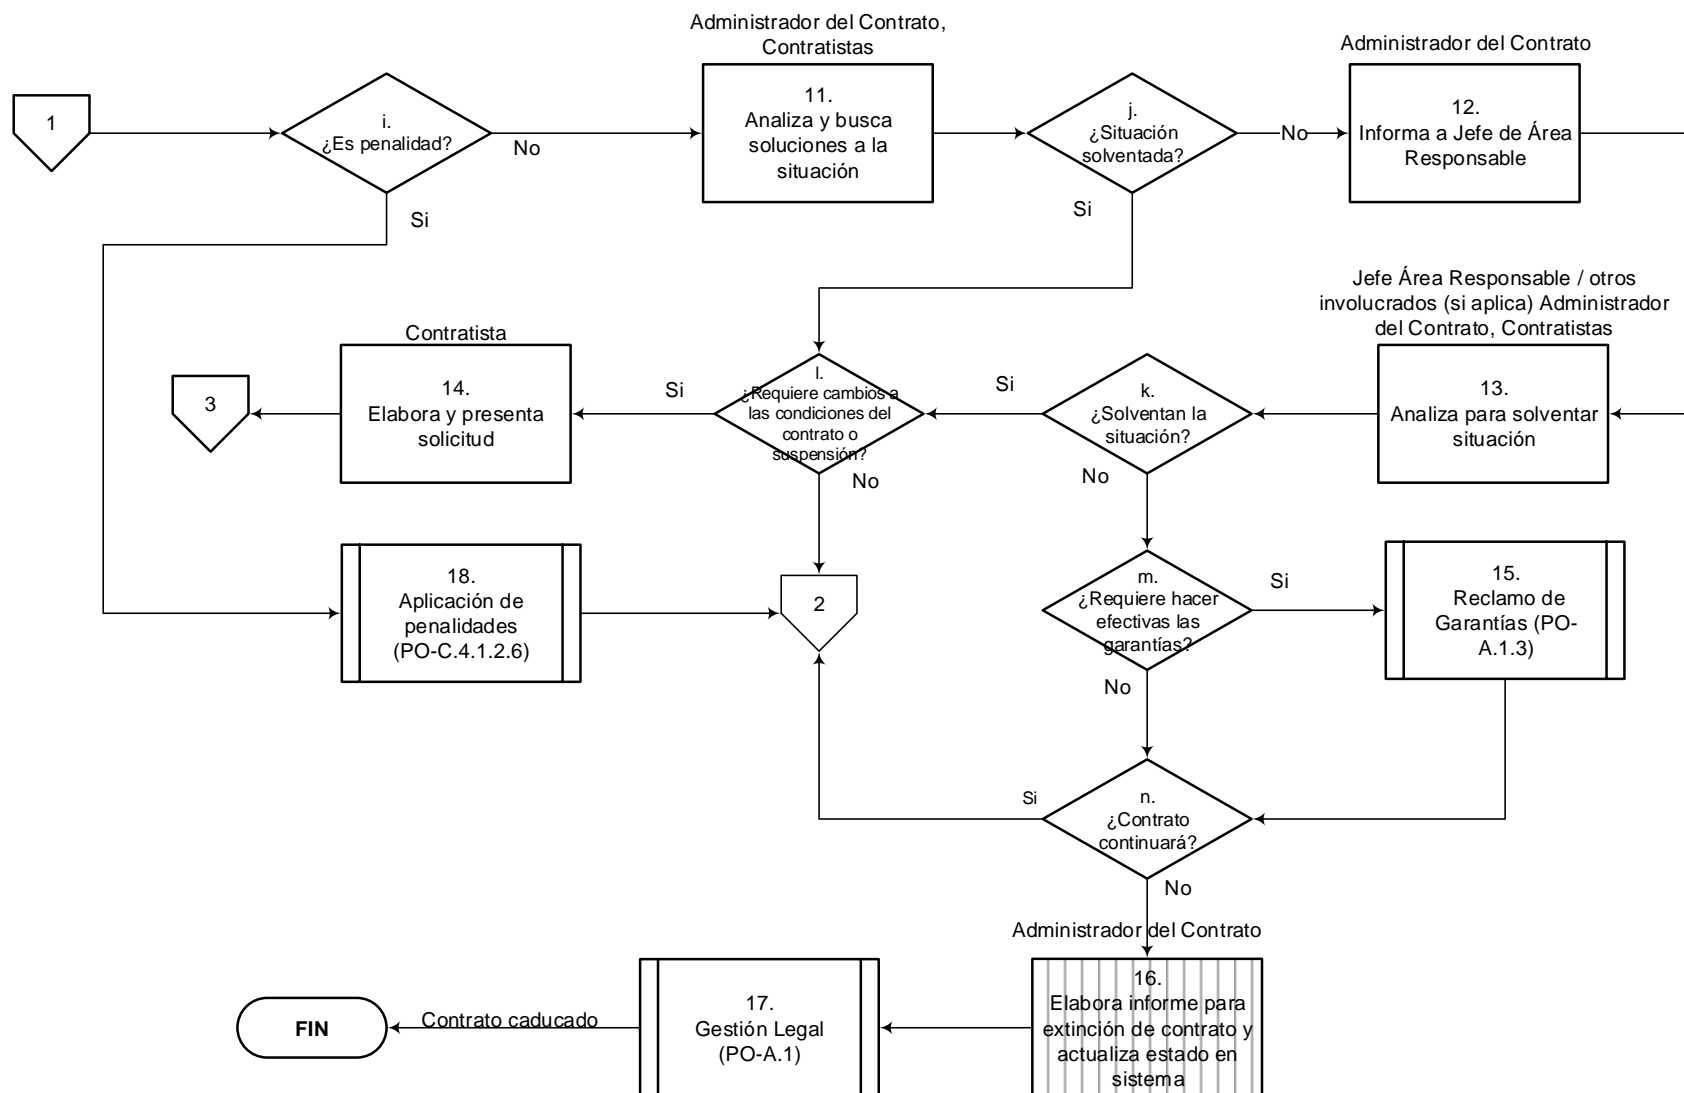 Administrador del Contrato,
Contratistas
Administrador del Contrato
1
i.
¿Es penalidad?
No
Si
11.
Analiza y busca
soluciones a la
situación
j.
¿Situación
solventada?
No
Si
12.
Informa a Jefe de Área
Responsable
Jefe Área Responsable / otros
involucrados (si aplica) Administrador
del Contrato, Contratistas
Contratista
3
14.
Elabora y presenta
solicitud
Si
l.
¿Requiere cambios a
las condiciones del
contrato o
suspensión?
No
Si
k.
¿Solventan la
situación?
No
13.
Analiza para solventar
situación
18.
Aplicación de
penalidades
(PO-C.4.1.2.6)
2
m.
¿Requiere hacer
efectivas las
garantías?
Si
No
15.
Reclamo de
Garantías (PO-
A.1.3)
Si
n.
¿Contrato
continuará?
No
Administrador del Contrato
FIN
Contrato caducado
17.
Gestión Legal
(PO-A.1)
16.
Elabora informe para
extinción de contrato y
actualiza estado en
sistema